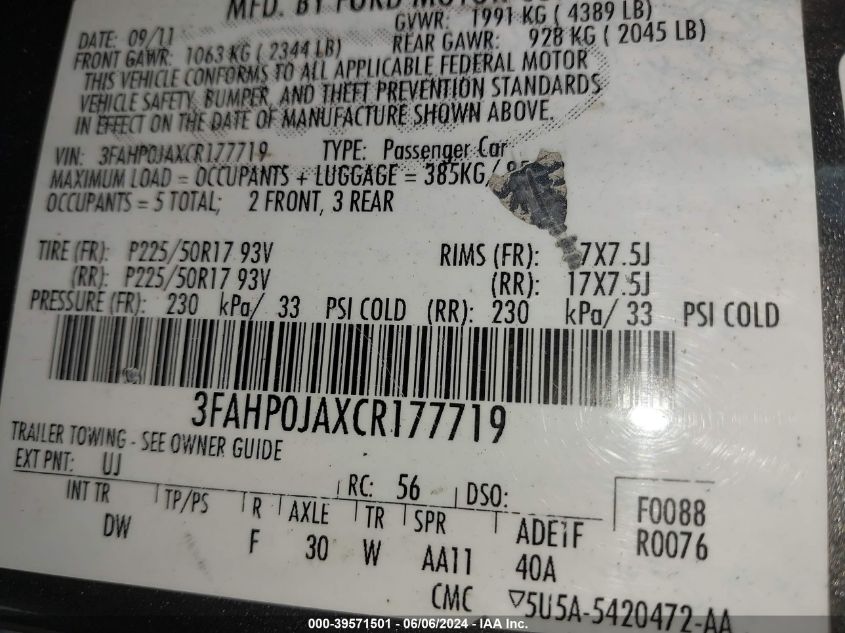 MFD. BY FORD MOTOR CO.
DATE: 09/11 GVWR: 1991 KG ( 4389 LB)
FRONT GAWR: 1063 KG ( 2344 LB) REAR GAWR: 928 KG ( 2045 LB)
THIS VEHICLE CONFORMS TO ALL APPLICABLE FEDERAL MOTOR
VEHICLE SAFETY, BUMPER, AND THEFT PREVENTION STANDARDS
IN EFFECT ON THE DATE OF MANUFACTURE SHOWN ABOVE.
VIN: 3FAHP0JAXCR177719 TYPE: Passenger Car
MAXIMUM LOAD = OCCUPANTS + LUGGAGE = 385KG/
OCCUPANTS = 5 TOTAL; 2 FRONT, 3 REAR
TIRE (FR): P225/50R17 93V RIMS (FR): 7X7.5J
(RR): P225/50R17 93V (RR): 17X7.5J
PRESSURE (FR): 230 kPa/ 33 PSI COLD (RR): 230 kPa/ 33 PSI COLD
3FAHP0JAXCR177719
TRAILER TOWING - SEE OWNER GUIDE
EXT PNT: UJ RC: 56 DSO: F0088
INT TR TP/PS R AXLE TR SPR ADE1F R0076
DW F 30 W AA11 40A
CMC ▽5U5A-5420472-AA
000-39571501 - 06/06/2024 - IAA Inc.